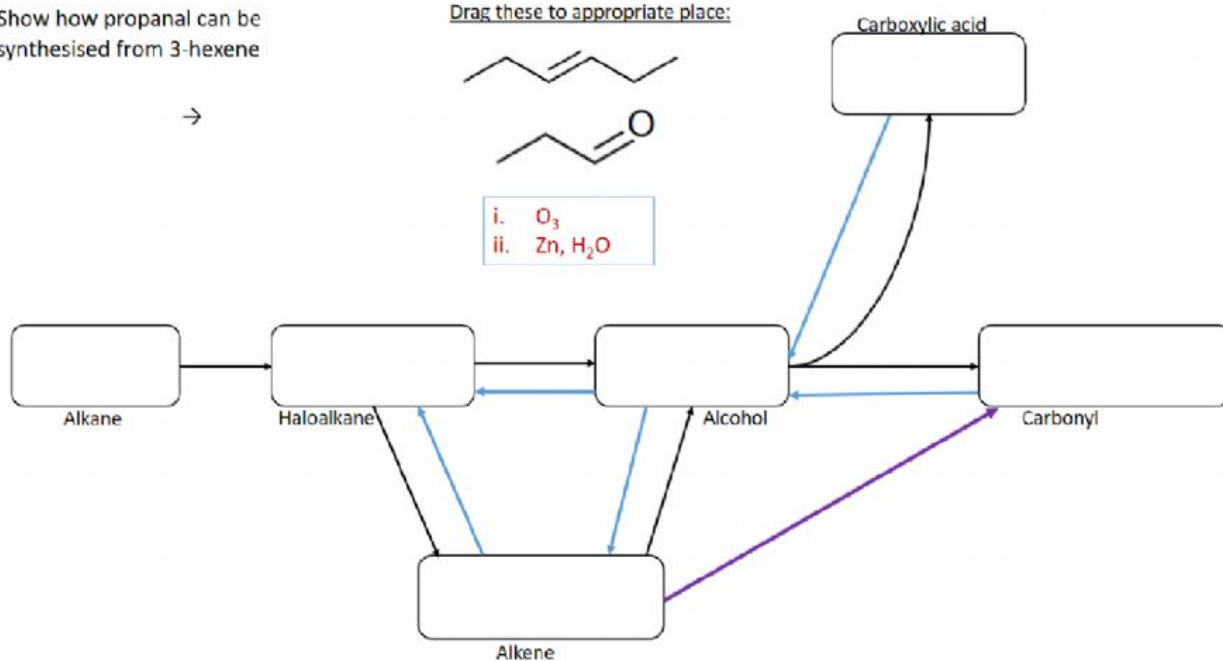 Show how propanal can be
synthesised from 3-hexene
→
Drag these to appropriate place:
O
i. O₃
ii. Zn, H₂O
Carboxylic acid
Alkane
Haloalkane
Alcohol
Carbonyl
Alkene